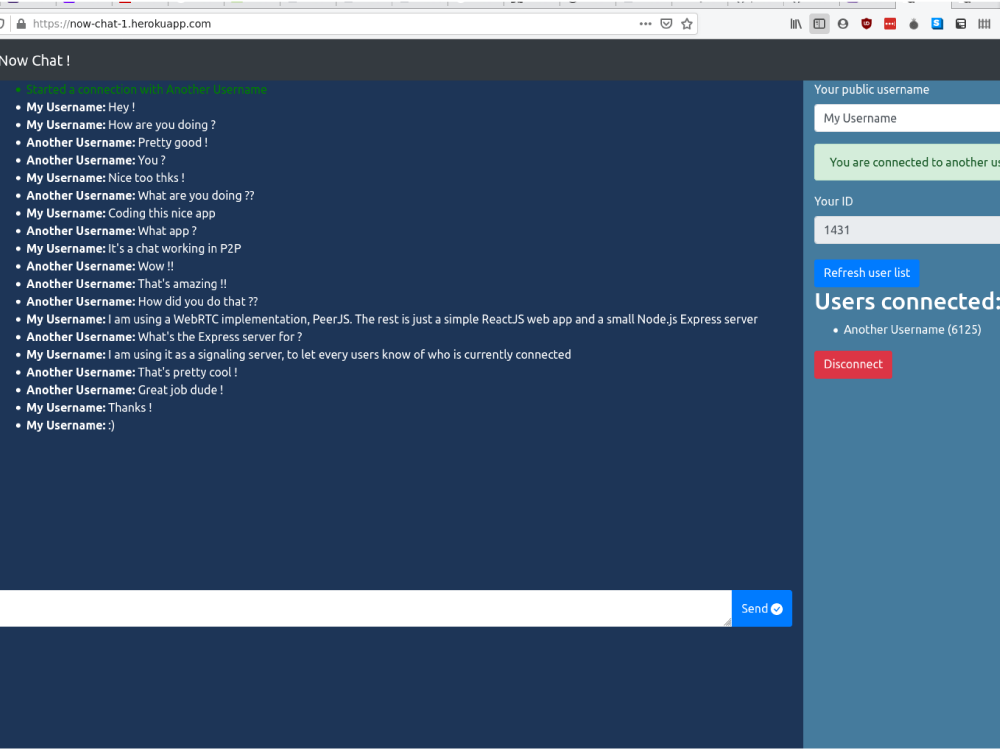 https://now-chat-1.herokuapp.com
Now Chat !
Started a connection with Another Username
My Username: Hey !
My Username: How are you doing ?
Another Username: Pretty good !
Another Username: You ?
My Username: Nice too thks !
Another Username: What are you doing ??
My Username: Coding this nice app
Another Username: What app ?
My Username: It's a chat working in P2P
Another Username: Wow !!
Another Username: That's amazing !!
Another Username: How did you do that ??
My Username: I am using a WebRTC implementation, PeerJS. The rest is just a simple ReactJS web app and a small Node.js Express server
Another Username: What's the Express server for ?
My Username: I am using it as a signaling server, to let every users know of who is currently connected
Another Username: That's pretty cool !
Another Username: Great job dude !
My Username: Thanks !
My Username: :)
Send
Your public username
My Username
You are connected to another us
Your ID
1431
Refresh user list
Users connected:
Another Username (6125)
Disconnect